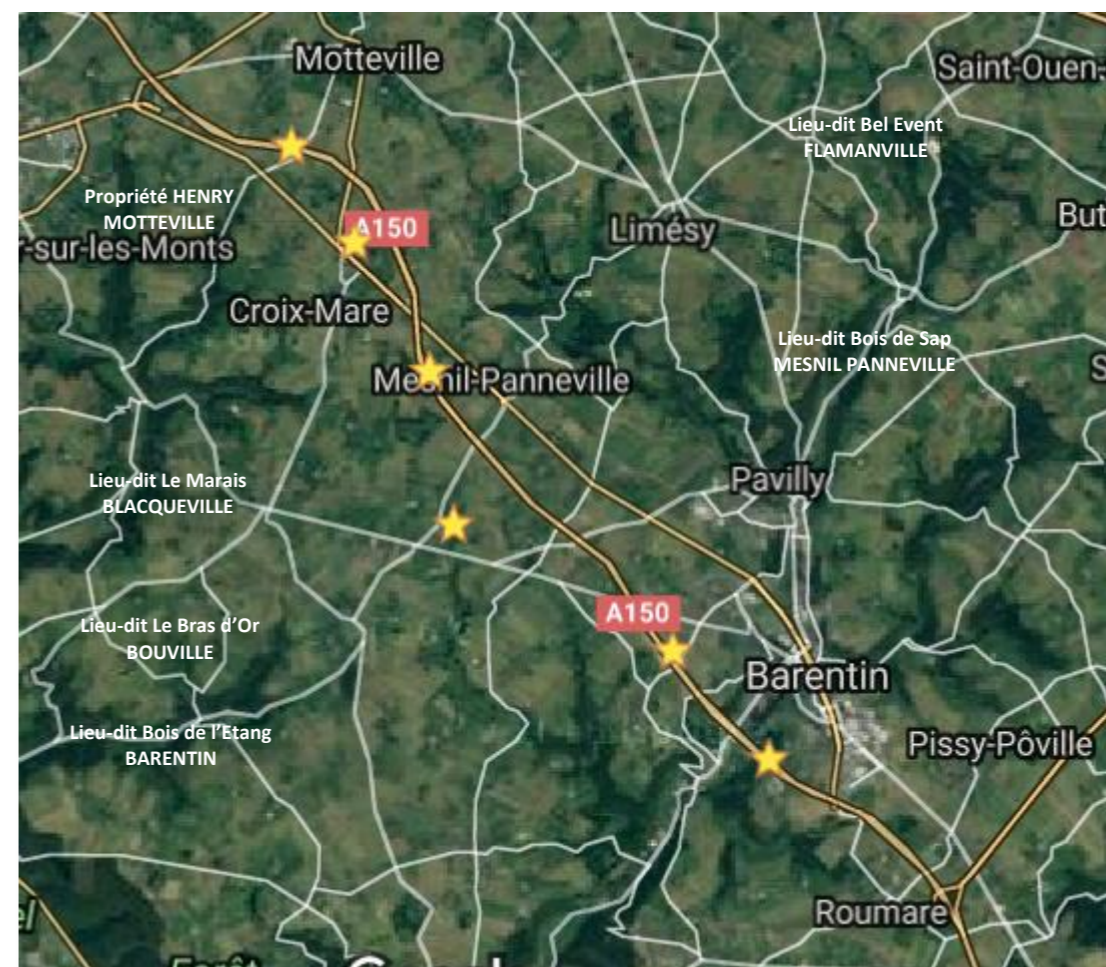 Motteville
Saint-Ouen-
Lieu-dit Bel Event
FLAMANVILLE
Propriété HENRY
MOTTEVILLE
A150
Limésy
But
r-sur-les-Monts
Croix-Mare
Lieu-dit Bois de Sap
MESNIL PANNEVILLE
S
Mesnil-Panneville
Lieu-dit Le Marais
BLACQUEVILLE
Pavilly
A150
Lieu-dit Le Bras d’Or
BOUVILLE
Barentin
Lieu-dit Bois de l’Etang
BARENTIN
Pissy-Pôville
Roumare
el